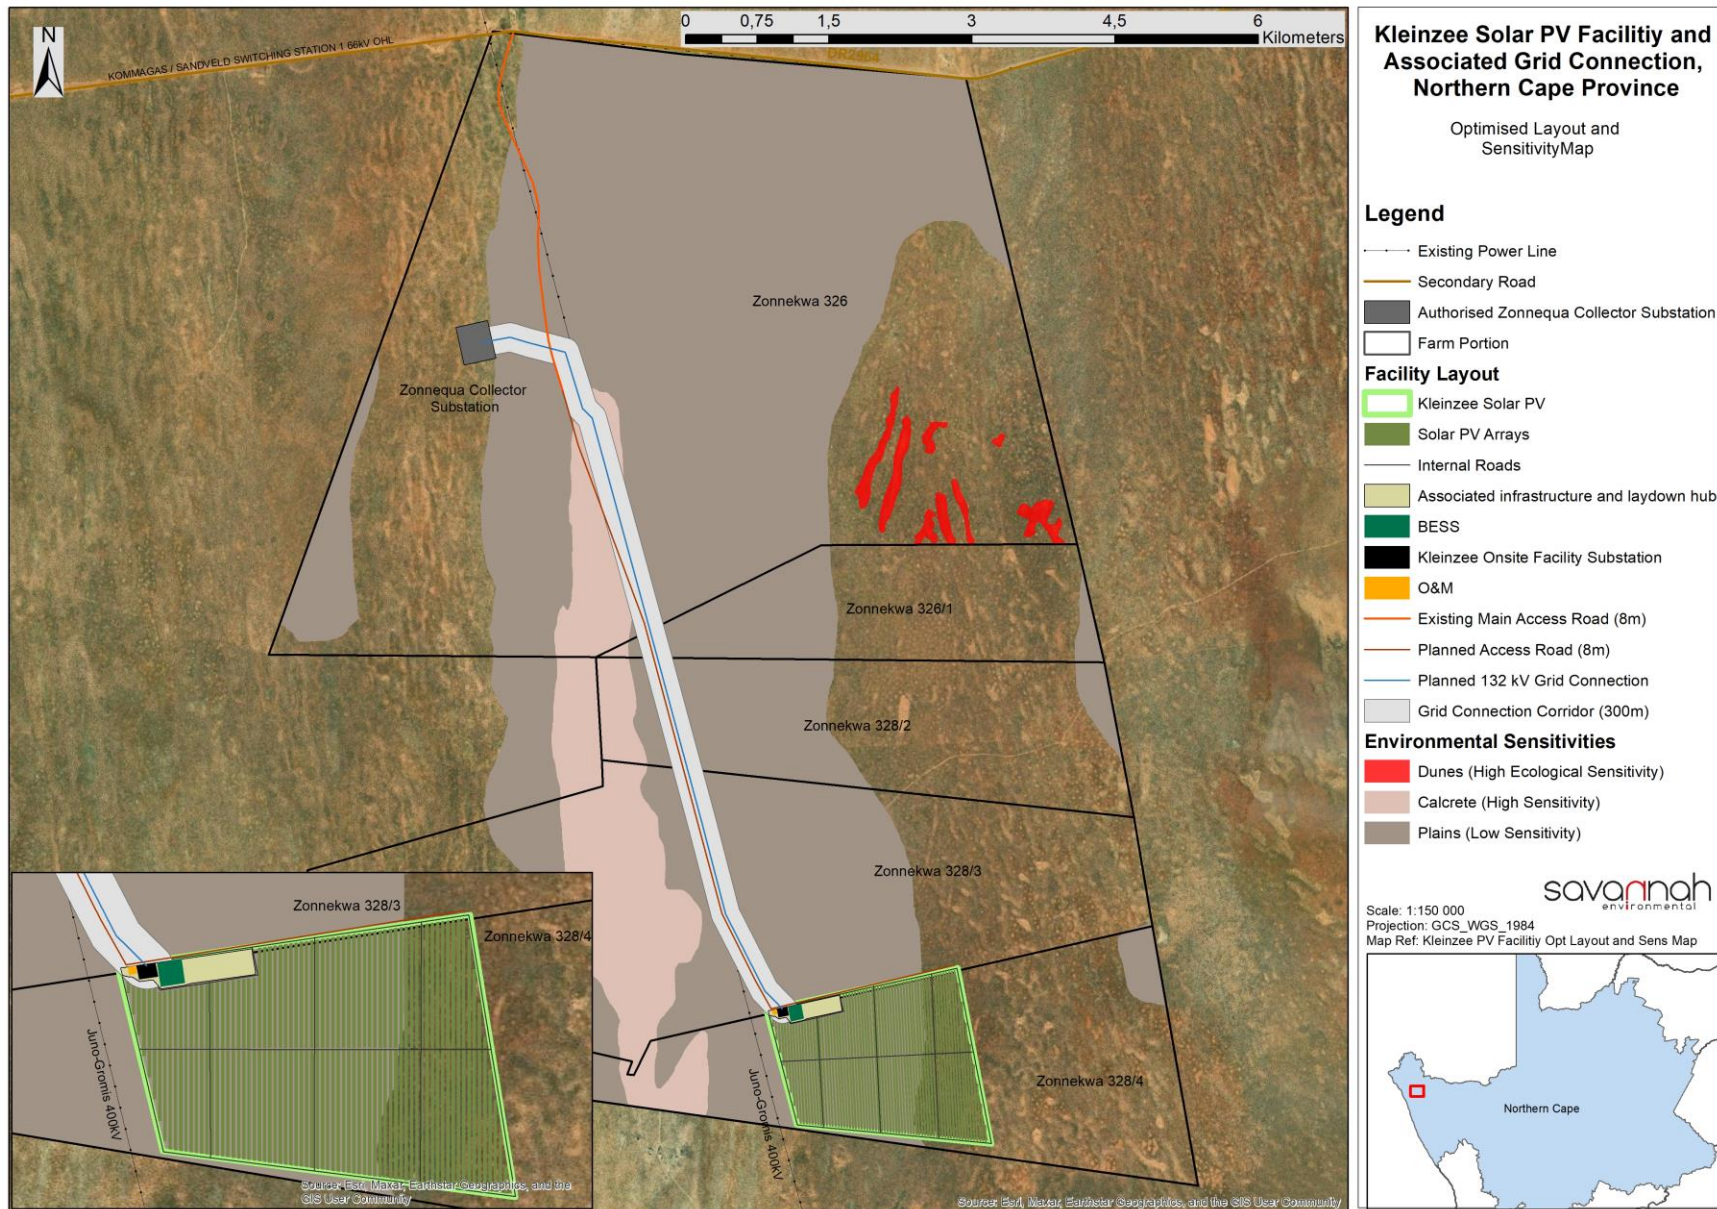 N
0 0,75 1,5 3 4,5 6
Kilometers
KOMMAGAS / SANDVELD SWITCHING STATION 1 66kV OHL
DR2964
Zonnekwa 326
Zonnequa Collector
Substation
Zonnekwa 326/1
Zonnekwa 328/2
Zonnekwa 328/3
Zonnekwa 328/4
Juno-Gromis 400kV
Source: Esri, Maxar, Earthstar Geographics, and the GIS User Community
Zonnekwa 328/3
Zonnekwa 328/4
Juno-Gromis 400kV
Source: Esri, Maxar, Earthstar Geographics, and the
GIS User Community
Kleinzee Solar PV Facilitiy and
Associated Grid Connection,
Northern Cape Province
Optimised Layout and
SensitivityMap
Legend
Existing Power Line
Secondary Road
Authorised Zonnequa Collector Substation
Farm Portion
Facility Layout
Kleinzee Solar PV
Solar PV Arrays
Internal Roads
Associated infrastructure and laydown hub
BESS
Kleinzee Onsite Facility Substation
O&M
Existing Main Access Road (8m)
Planned Access Road (8m)
Planned 132 kV Grid Connection
Grid Connection Corridor (300m)
Environmental Sensitivities
Dunes (High Ecological Sensitivity)
Calcrete (High Sensitivity)
Plains (Low Sensitivity)
savannah
environmental
Scale: 1:150 000
Projection: GCS_WGS_1984
Map Ref: Kleinzee PV Facilitiy Opt Layout and Sens Map
Northern Cape